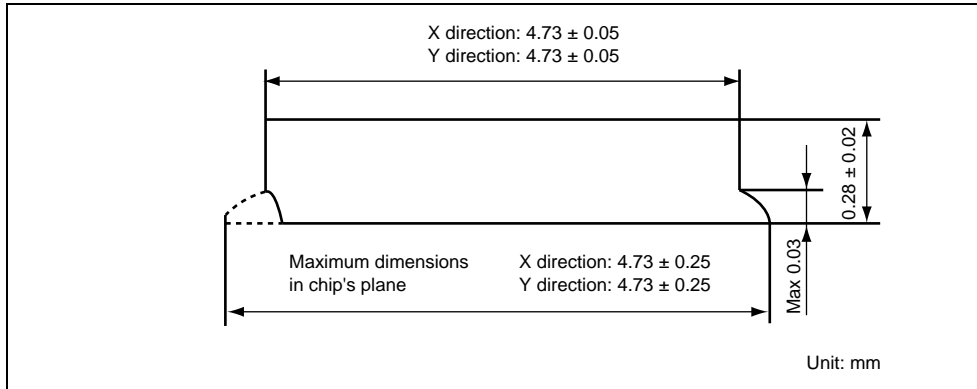 X direction: 4.73 ± 0.05
Y direction: 4.73 ± 0.05
0.28 ± 0.02
Max 0.03
Maximum dimensions
in chip's plane
X direction: 4.73 ± 0.25
Y direction: 4.73 ± 0.25
Unit: mm